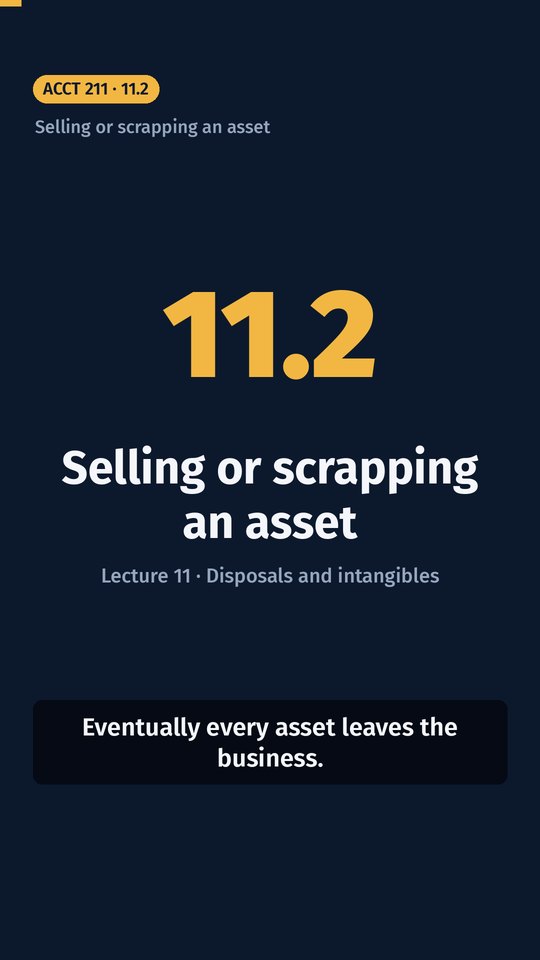 ACCT 211 · 11.2
Selling or scrapping an asset
11.2
Selling or scrapping
an asset
Lecture 11 · Disposals and intangibles
Eventually every asset leaves the
business.